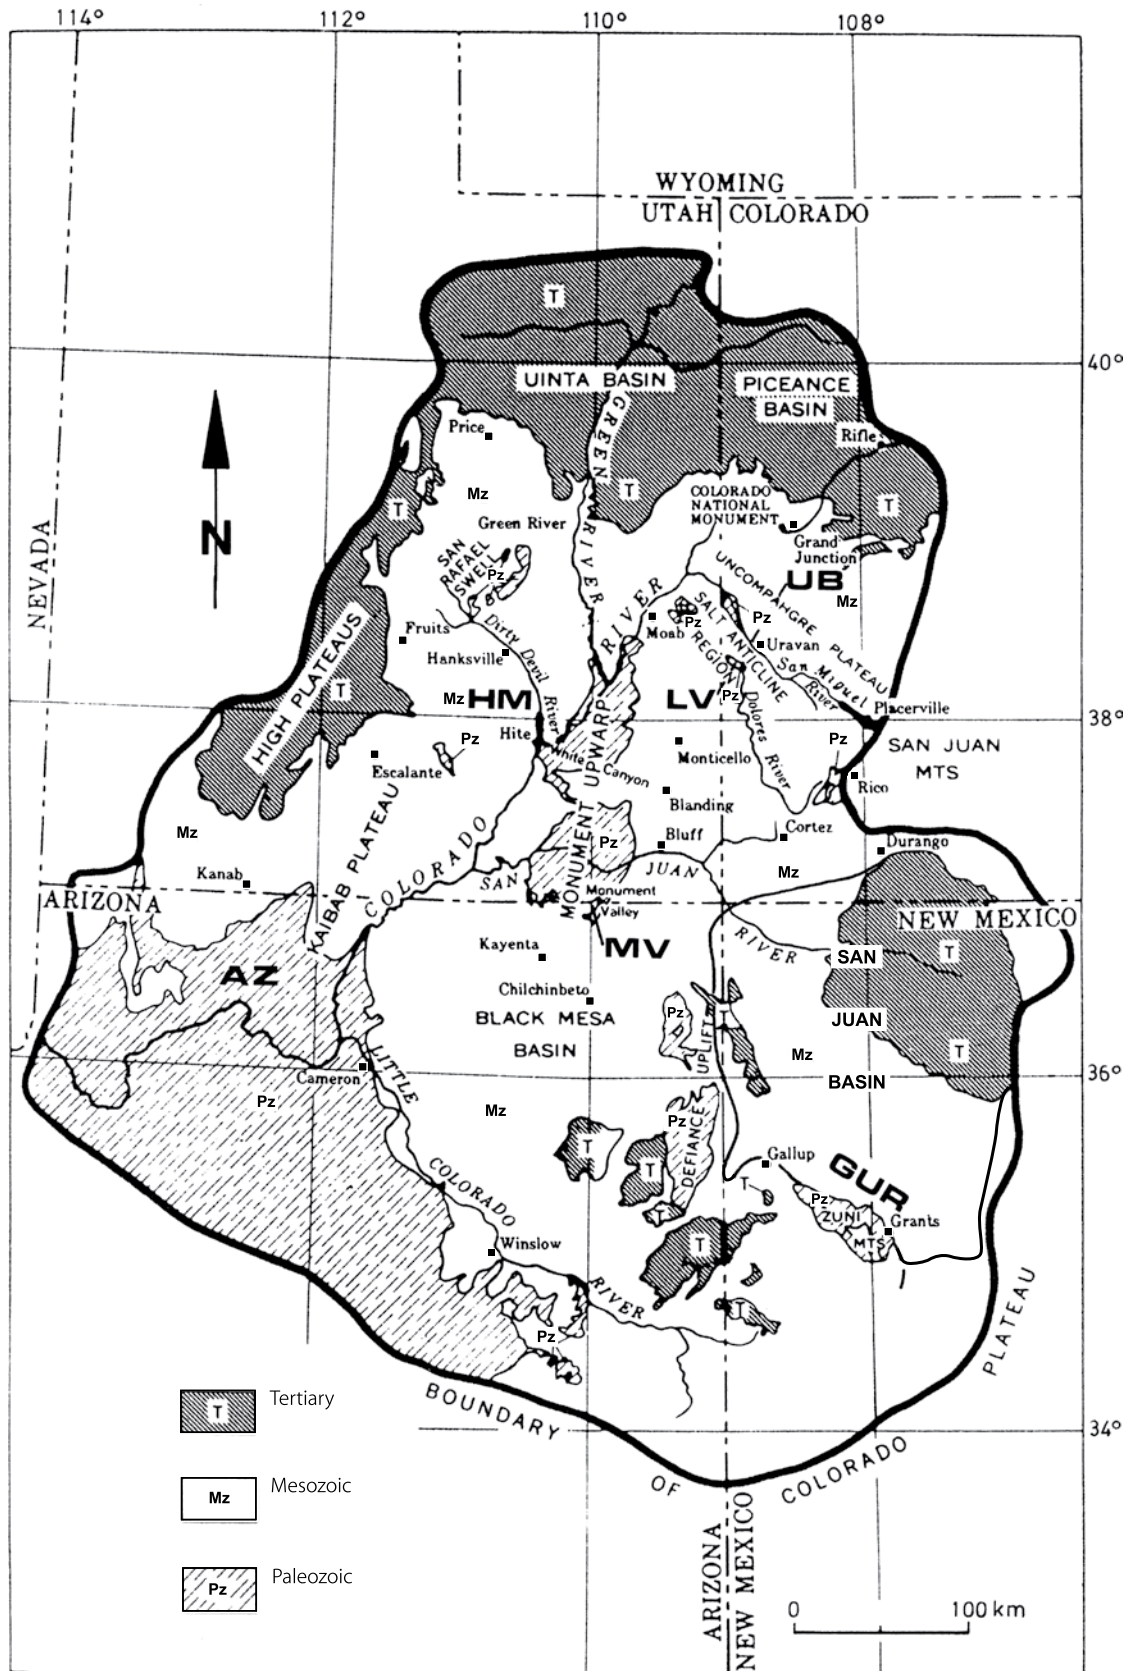 114°
112°
110°
108°
WYOMING
UTAH
COLORADO
T
40°
UINTA BASIN
PICEANCE
BASIN
GREEN
RIVER
Price
Rifle
Mz
T
T
T
COLORADO
NATIONAL
MONUMENT
Green River
Grand
Junction
N
NEVADA
SAN
RAFAEL
SWELL
Pz
UNCOMPAHGRE PLATEAU
UB
Mz
RIVER
SALT ANTICLINE
REGION
Pz
Pz
Moab
Uravan
Fruits
Dirty Devil
River
Hanksville
San Miguel
River
HIGH PLATEAUS
T
Mz
HM
LV
Pz
Dolores
River
Placerville
38°
Hite
Pz
Pz
SAN JUAN
MTS
White Canyon
Monticello
Escalante
Rico
MONUMENT UPWARP
Blanding
Mz
KAIBAB PLATEAU
COLORADO
Bluff
Cortez
Durango
Pz
Kanab
SAN
JUAN
RIVER
Mz
ARIZONA
Monument
Valley
NEW MEXICO
Kayenta
MV
SAN
T
AZ
Chilchinbeto
BLACK MESA
BASIN
Pz
UPLIFT
T
JUAN
T
Mz
BASIN
36°
LITTLE
Cameron
Pz
Mz
Pz
DEFIANCE
T
T
Gallup
GUR
COLORADO
T
Pz
ZUNI
MTS
Grants
T
Winslow
T
RIVER
T
Pz
PLATEAU
BOUNDARY
OF
COLORADO
34°
T
Tertiary
Mz
Mesozoic
Pz
Paleozoic
ARIZONA
NEW MEXICO
0
100 km